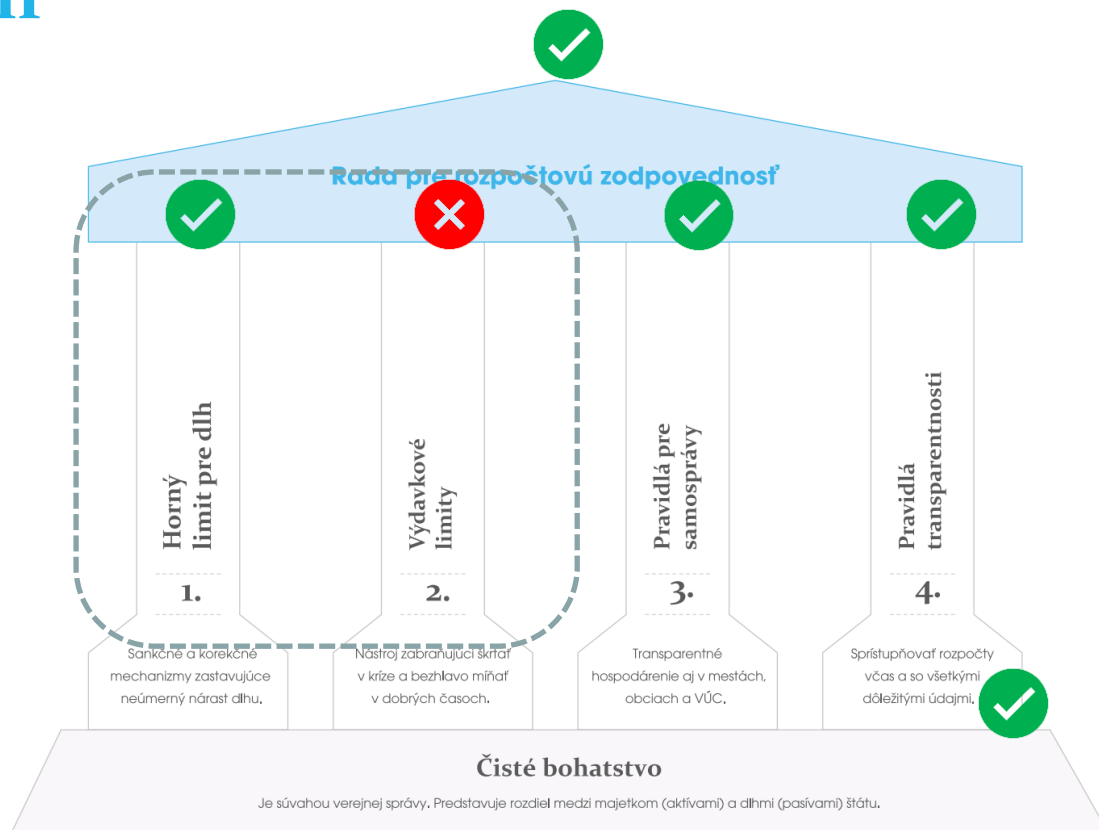 Rada pre rozpočtovú zodpovednosť
Horný
limit pre dlh
1.
Sankčné a korekčné
mechanizmy zastavujúce
neúmerný nárast dlhu.
Výdavkové
limity
2.
Nástroj zabraňujúci škrtať
v kríze a bezhlavo míňať
v dobrých časoch.
Pravidlá pre
samosprávy
3.
Transparentné
hospodárenie aj v mestách,
obciach a VÚC.
Pravidlá
transparentnosti
4.
Sprístupňovať rozpočty
včas a so všetkými
dôležitými údajmi.
Čisté bohatstvo
Je súvahou verejnej správy. Predstavuje rozdiel medzi majetkom (aktívami) a dlhmi (pasívami) štátu.